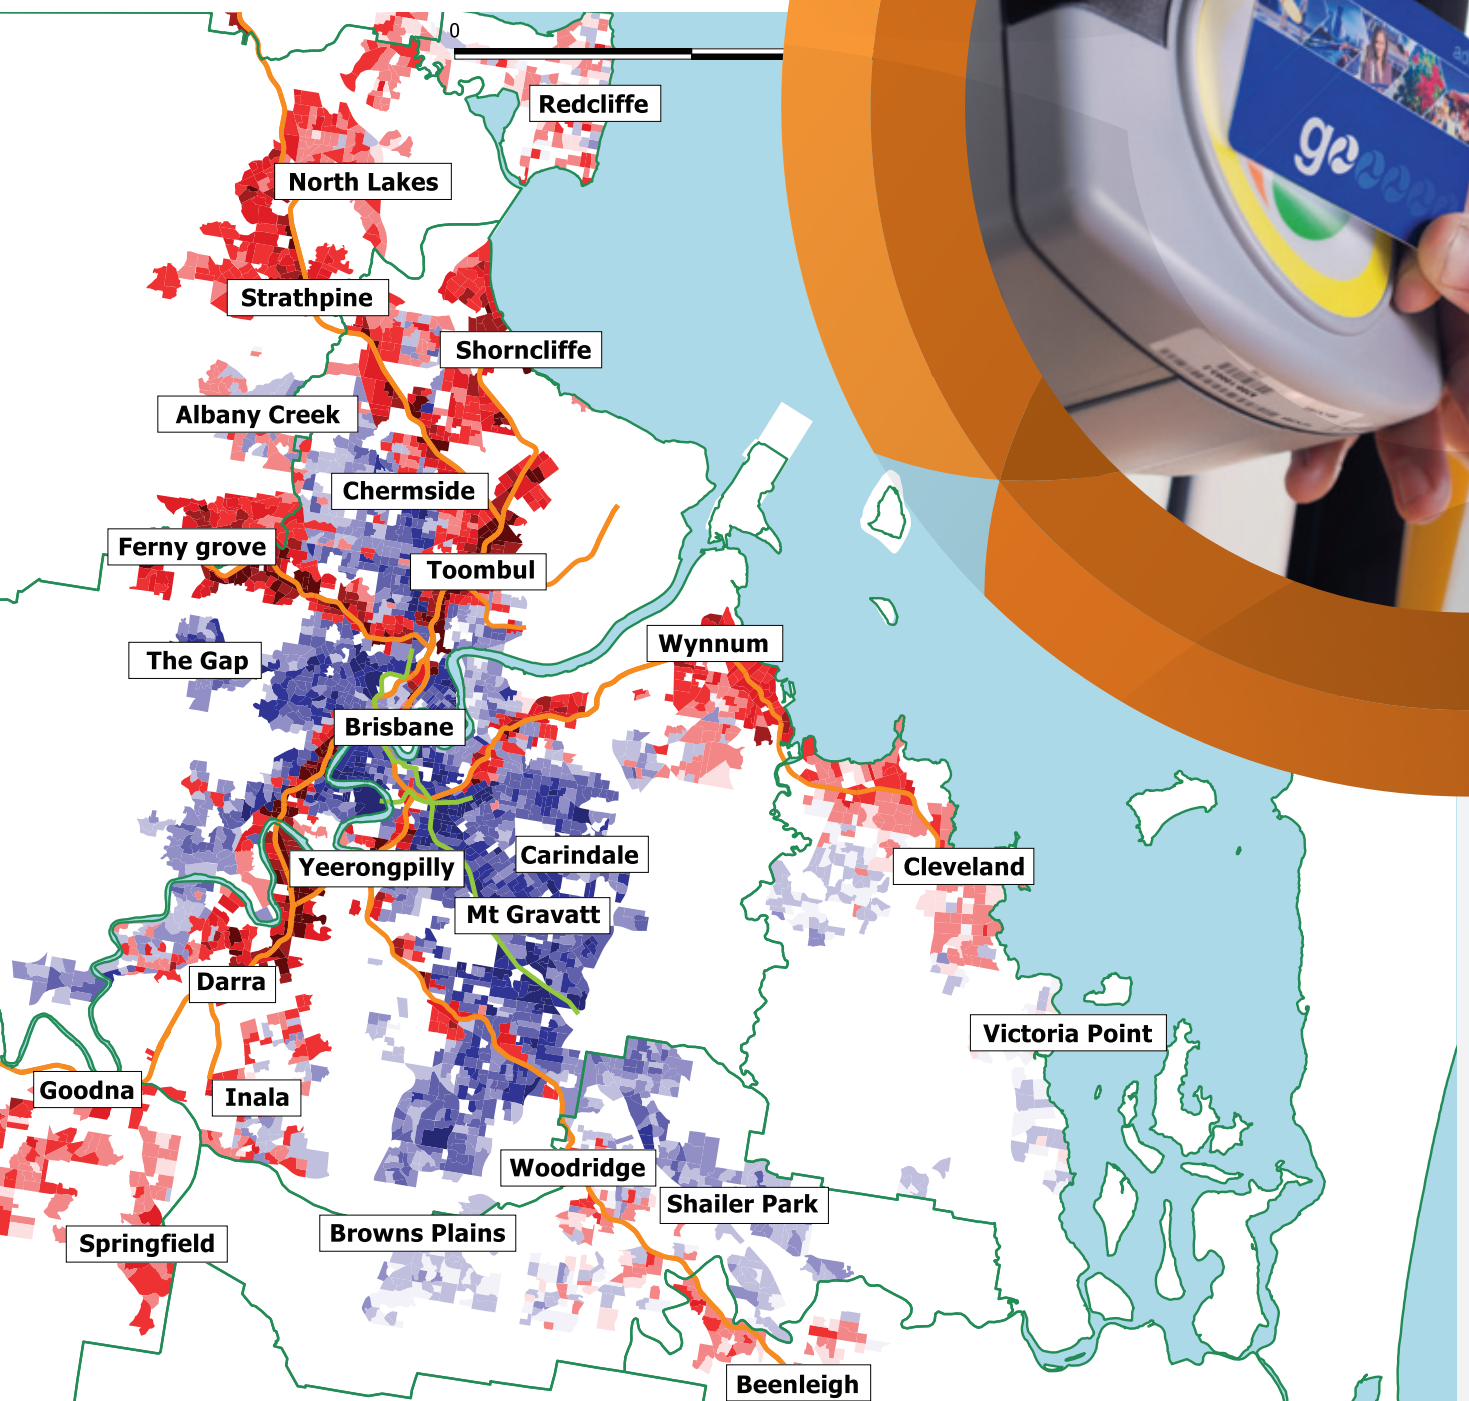 0
Redcliffe
go
North Lakes
Strathpine
Shorncliffe
Albany Creek
Chermside
Ferny grove
Toombul
Wynnum
The Gap
Brisbane
Carindale
Yeerongpilly
Cleveland
Mt Gravatt
Darra
Victoria Point
Goodna
Inala
Woodridge
Shailer Park
Browns Plains
Springfield
Beenleigh